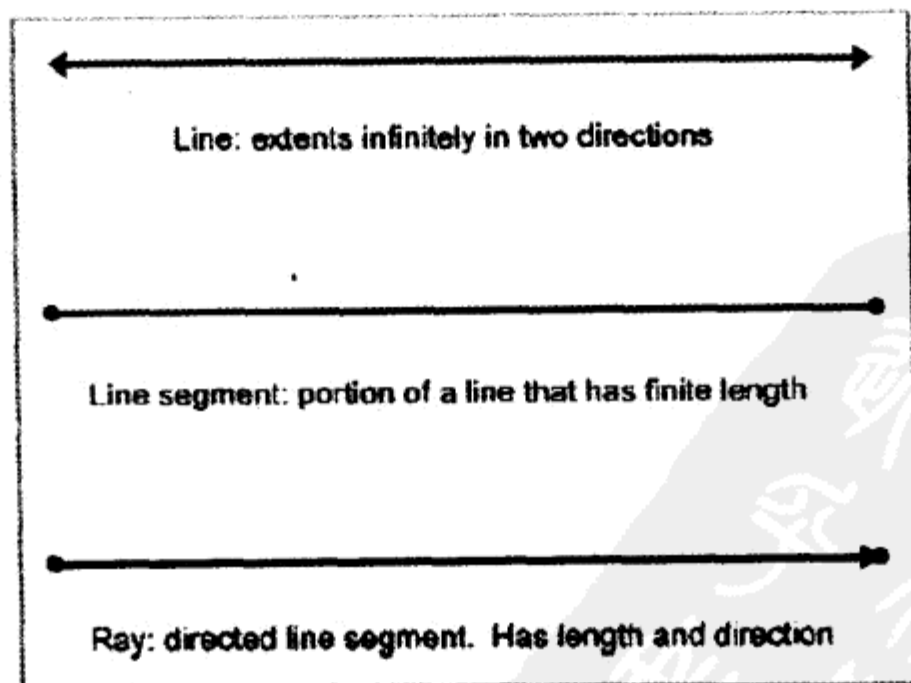 Line: extents infinitely in two directions
Line segment: portion of a line that has finite length
Ray: directed line segment. Has length and direction